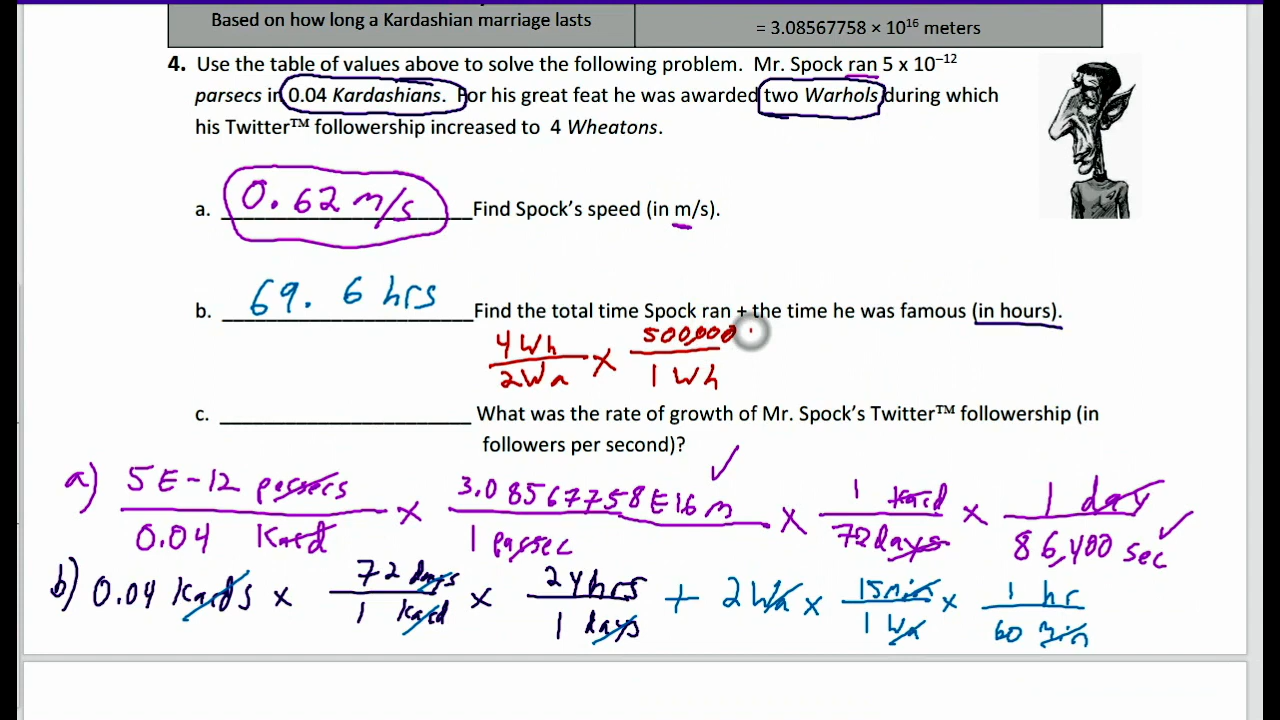 Based on how long a Kardashian marriage lasts
= 3.08567758 × 10¹⁶ meters
4. Use the table of values above to solve the following problem. Mr. Spock ran 5 x 10⁻¹²
parsecs in 0.04 Kardashians. For his great feat he was awarded two Warhols during which
his Twitter™ followership increased to 4 Wheatons.
a. 0.62 m/s Find Spock's speed (in m/s).
b. 69.6 hrs Find the total time Spock ran + the time he was famous (in hours).
4 Wh / 2 Wa × 500,000 / 1 Wh
c. ____________________ What was the rate of growth of Mr. Spock's Twitter™ followership (in
followers per second)?
a) 5E-12 parsecs / 0.04 Kard × 3.08567758E16 m / 1 parsec × 1 Kard / 72 days × 1 day / 86,400 sec
b) 0.04 Kards × 72 days / 1 Kard × 24 hrs / 1 days + 2 Wa × 15 min / 1 Wa × 1 hr / 60 min